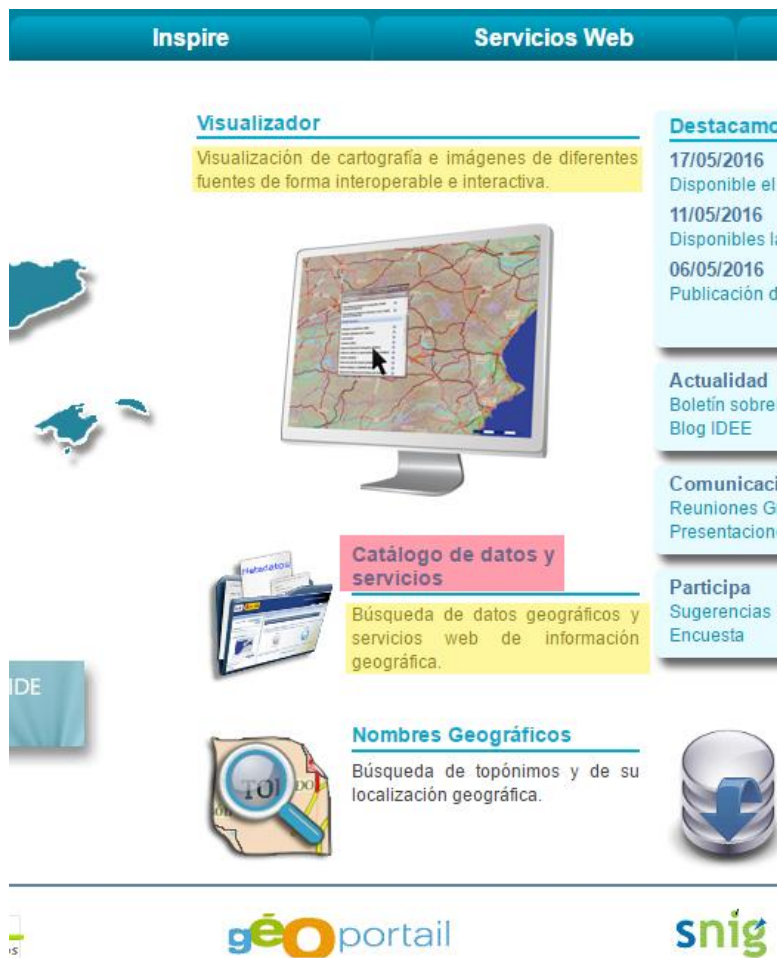 Inspire
Servicios Web
Visualizador
Visualización de cartografía e imágenes de diferentes
fuentes de forma interoperable e interactiva.
Destacamo
17/05/2016
Disponible el
11/05/2016
Disponibles la
06/05/2016
Publicación d
Actualidad
Boletín sobre
Blog IDEE
Comunicaci
Reuniones G
Presentacion
Participa
Sugerencias
Encuesta
Metadatos
Catálogo de datos y
servicios
Búsqueda de datos geográficos y
servicios web de información
geográfica.
IDE
Nombres Geográficos
Búsqueda de topónimos y de su
localización geográfica.
géoportail
snig